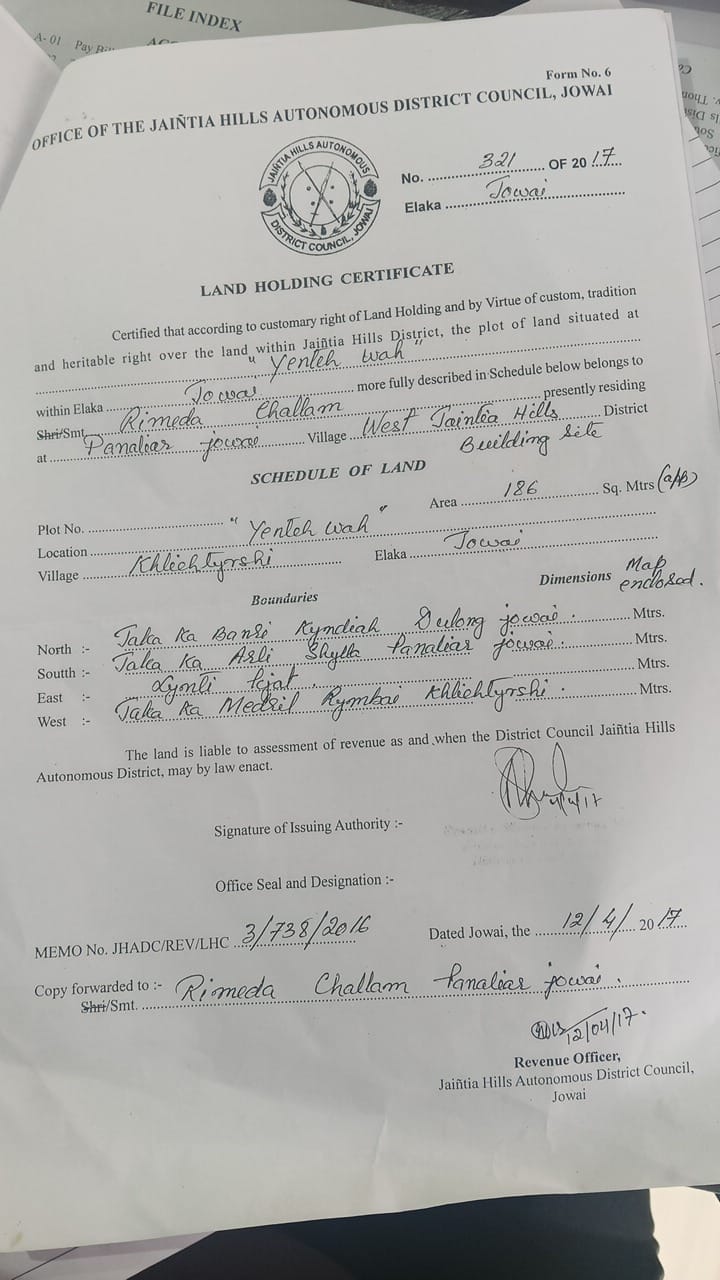 FILE INDEX
A- 01 Pay
Form No. 6
OFFICE OF THE JAIÑTIA HILLS AUTONOMOUS DISTRICT COUNCIL, JOWAI
JAIÑTIA HILLS AUTONOMOUS
DISTRICT COUNCIL, JOWAI
No. 321 OF 2017
Elaka Jowai
LAND HOLDING CERTIFICATE
Certified that according to customary right of Land Holding and by Virtue of custom, tradition
and heritable right over the land within Jaiñtia Hills District, the plot of land situated at
"Yenteh Wah"
within Elaka Jowai more fully described in Schedule below belongs to
Shri/Smt. Rimeda Challam presently residing
at Panaliar jowai Village West Jaintia Hills District
Building Site
SCHEDULE OF LAND
Plot No. Area 186 Sq. Mtrs (app)
Location "Yenteh Wah"
Village Khliehtyrshi Elaka Jowai
Boundaries Dimensions Map enclosed.
North :- Taka Ka Banri Kyndiah Dulong jowai. Mtrs.
Soutth :- Taka Ka Arli Shylla Panaliar jowai. Mtrs.
East :- Lynti kjat. Mtrs.
West :- Taka Ka Medril Rymbai Khliehtyrshi. Mtrs.
The land is liable to assessment of revenue as and when the District Council Jaiñtia Hills
Autonomous District, may by law enact.
Signature of Issuing Authority :-
Office Seal and Designation :-
MEMO No. JHADC/REV/LHC 3/738/2016 Dated Jowai, the 12/4/2017
Copy forwarded to :-
Shri/Smt. Rimeda Challam Panaliar jowai.
12/04/17.
Revenue Officer,
Jaiñtia Hills Autonomous District Council,
Jowai